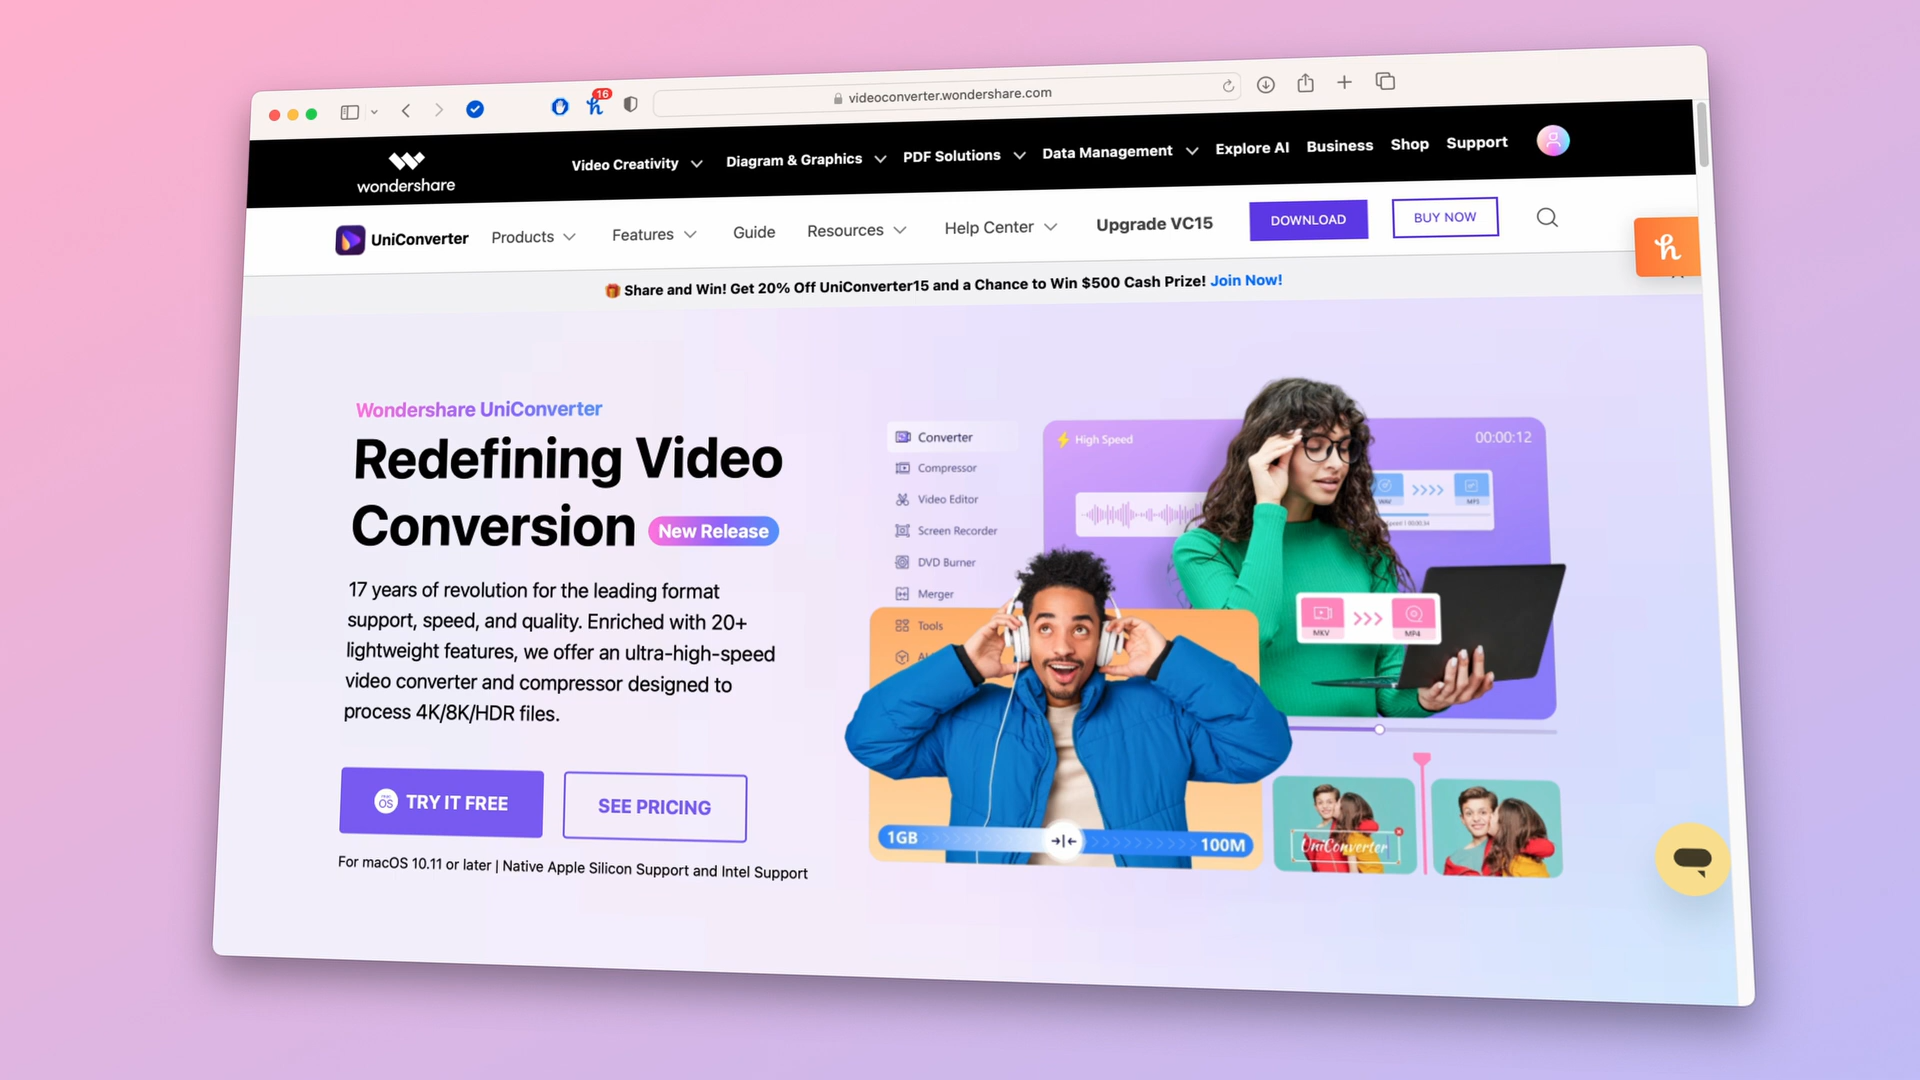 16
videoconverter.wondershare.com
wondershare
Video Creativity
Diagram & Graphics
PDF Solutions
Data Management
Explore AI
Business
Shop
Support
UniConverter
Products
Features
Guide
Resources
Help Center
Upgrade VC15
DOWNLOAD
BUY NOW
Share and Win! Get 20% Off UniConverter15 and a Chance to Win $500 Cash Prize! Join Now!
Wondershare UniConverter
Redefining Video
Conversion New Release
17 years of revolution for the leading format
support, speed, and quality. Enriched with 20+
lightweight features, we offer an ultra-high-speed
video converter and compressor designed to
process 4K/8K/HDR files.
TRY IT FREE
SEE PRICING
For macOS 10.11 or later | Native Apple Silicon Support and Intel Support
Converter
Compressor
Video Editor
Screen Recorder
DVD Burner
Merger
Tools
High Speed
00:00:12
WAV
MP3
MKV
MP4
1GB
100M
UniConverter